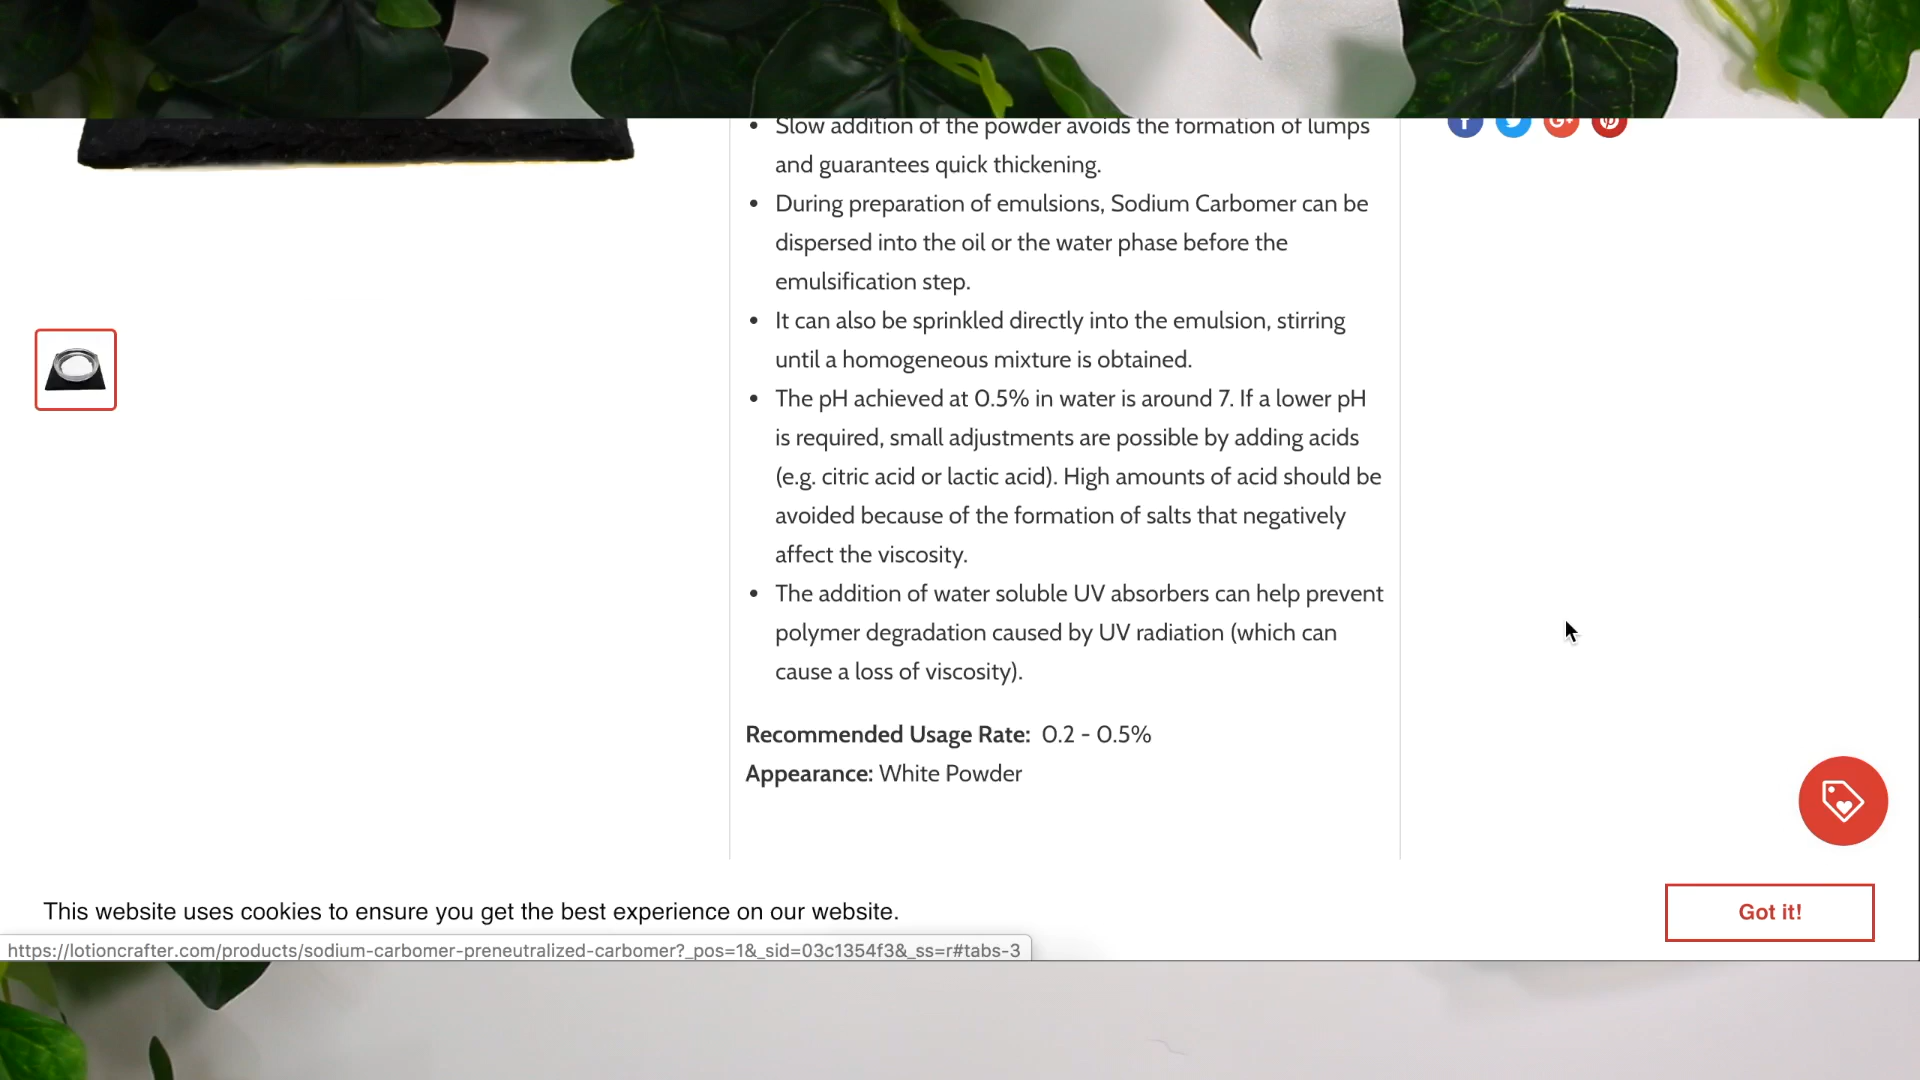 • Slow addition of the powder avoids the formation of lumps
and guarantees quick thickening.
• During preparation of emulsions, Sodium Carbomer can be
dispersed into the oil or the water phase before the
emulsification step.
• It can also be sprinkled directly into the emulsion, stirring
until a homogeneous mixture is obtained.
• The pH achieved at 0.5% in water is around 7. If a lower pH
is required, small adjustments are possible by adding acids
(e.g. citric acid or lactic acid). High amounts of acid should be
avoided because of the formation of salts that negatively
affect the viscosity.
• The addition of water soluble UV absorbers can help prevent
polymer degradation caused by UV radiation (which can
cause a loss of viscosity).
Recommended Usage Rate: 0.2 - 0.5%
Appearance: White Powder
This website uses cookies to ensure you get the best experience on our website.
Got it!
https://lotioncrafter.com/products/sodium-carbomer-preneutralized-carbomer?_pos=1&_sid=03c1354f3&_ss=r#tabs-3